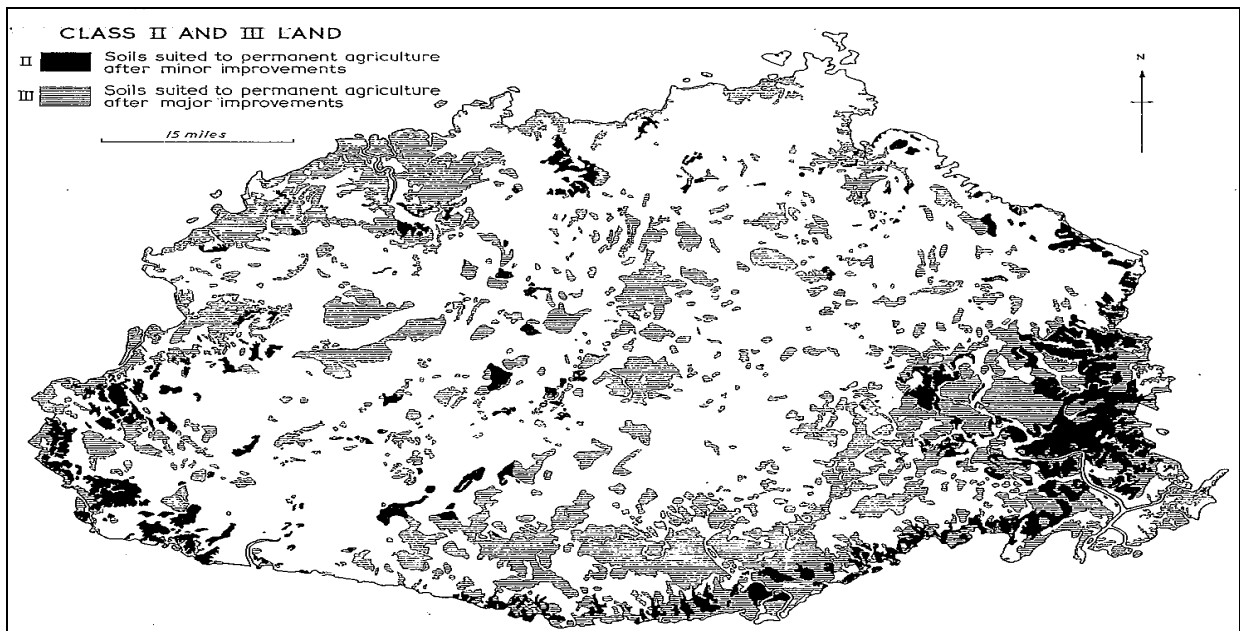 CLASS II AND III LAND
II Soils suited to permanent agriculture
after minor improvements
III Soils suited to permanent agriculture
after major improvements
15 miles
N